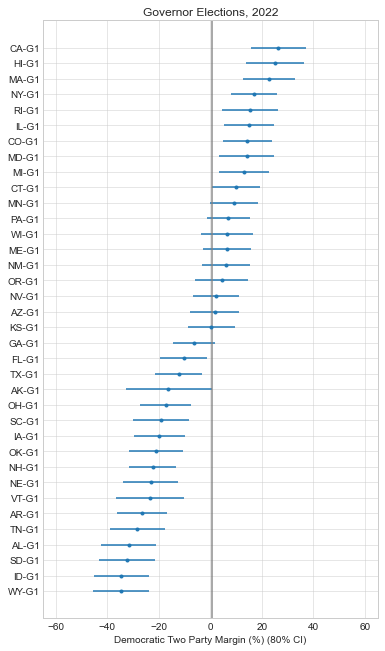 Governor Elections, 2022
CA-G1
HI-G1
MA-G1
NY-G1
RI-G1
IL-G1
CO-G1
MD-G1
MI-G1
CT-G1
MN-G1
PA-G1
WI-G1
ME-G1
NM-G1
OR-G1
NV-G1
AZ-G1
KS-G1
GA-G1
FL-G1
TX-G1
AK-G1
OH-G1
SC-G1
IA-G1
OK-G1
NH-G1
NE-G1
VT-G1
AR-G1
TN-G1
AL-G1
SD-G1
ID-G1
WY-G1
−60 −40 −20 0 20 40 60
Democratic Two Party Margin (%) (80% CI)